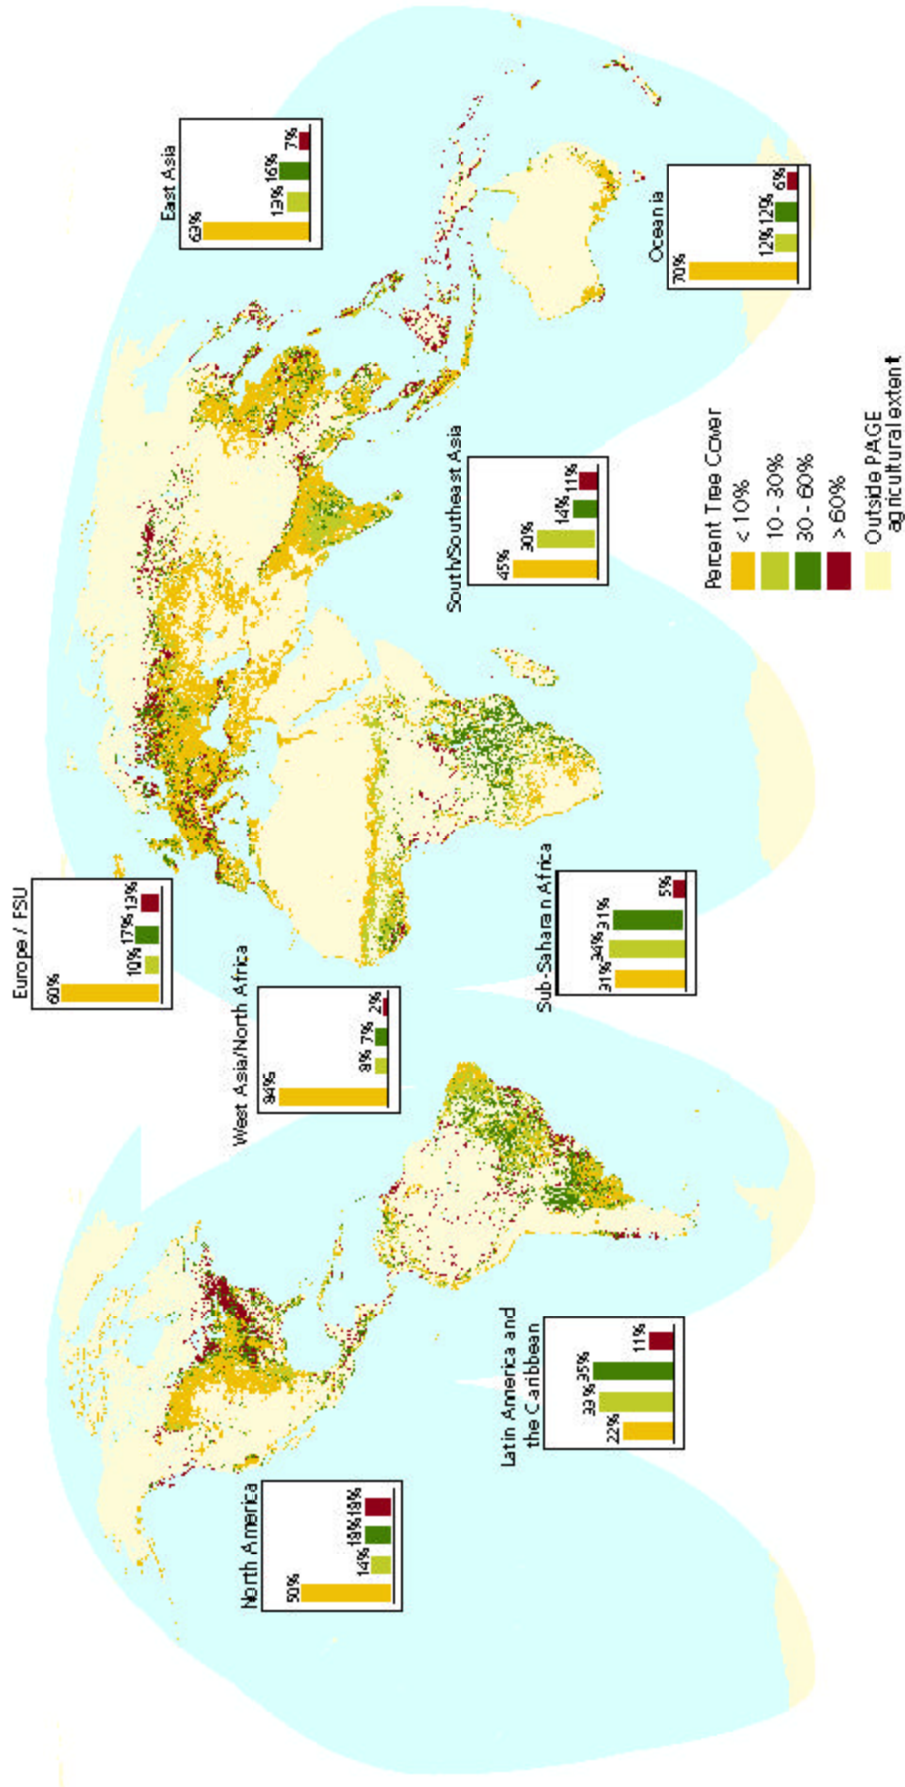 Europe / FSU
60%
10%
17%
13%
East Asia
63%
13%
16%
7%
West Asia/North Africa
84%
8%
7%
2%
North America
50%
14%
18%
18%
South/Southeast Asia
45%
30%
14%
11%
Latin America and
the Caribbean
22%
33%
35%
11%
Sub-Saharan Africa
31%
34%
31%
5%
Oceania
70%
12%
12%
6%
Percent Tree Cover
< 10%
10 - 30%
30 - 60%
> 60%
Outside PAGE
agricultural extent